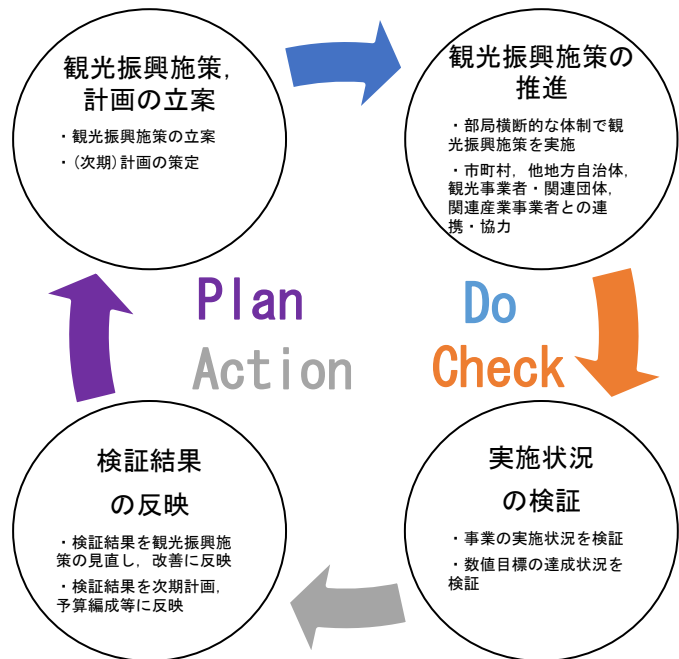 観光振興施策,
計画の立案
・観光振興施策の立案
・(次期)計画の策定
観光振興施策の
推進
・部局横断的な体制で観
光振興施策を実施
・市町村，他地方自治体，
観光事業者・関連団体，
関連産業事業者との連
携・協力
Plan
Do
Action
Check
検証結果
の反映
・検証結果を観光振興施
策の見直し，改善に反映
・検証結果を次期計画，
予算編成等に反映
実施状況
の検証
・事業の実施状況を検証
・数値目標の達成状況を
検証